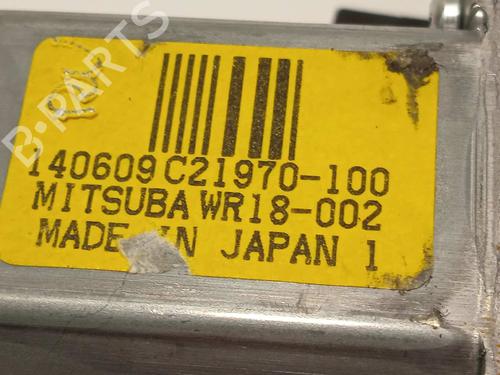 B-PARTS
140609 C21970-100
MITSUBA WR18-002
MADE IN JAPAN 1